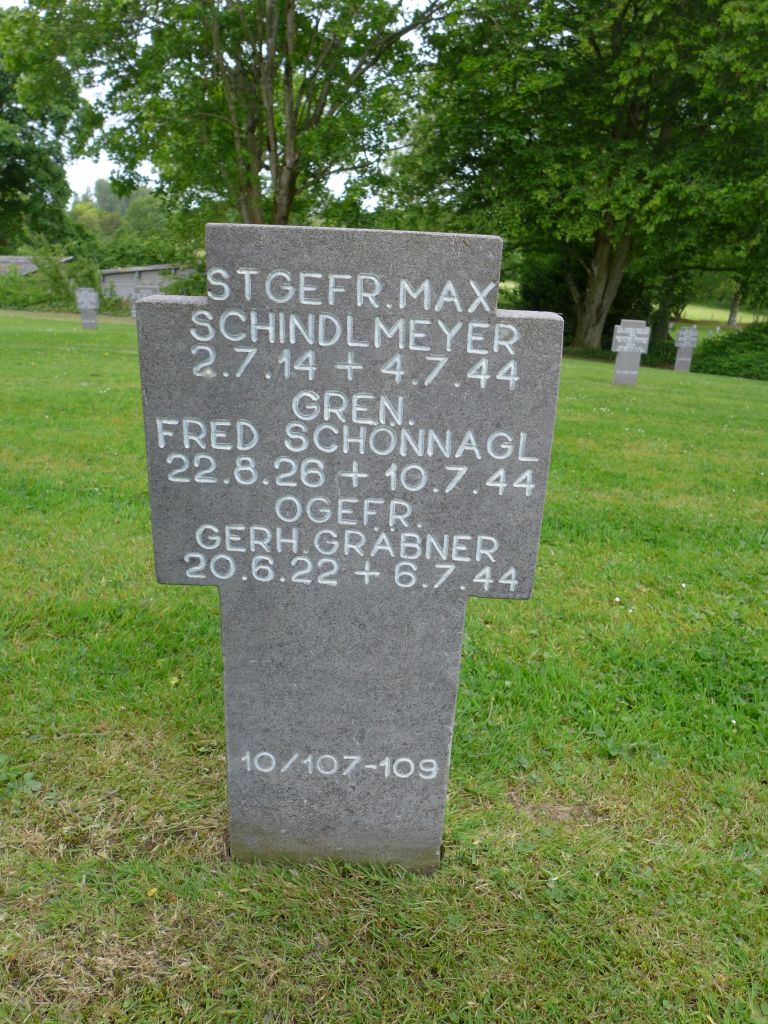 STGEFR. MAX
SCHINDLMEYER
2.7.14 + 4.7.44
GREN.
FRED SCHÖNNAGL
22.8.26 + 10.7.44
OGEFR.
GERH. GRABNER
20.6.22 + 6.7.44
10/107-109